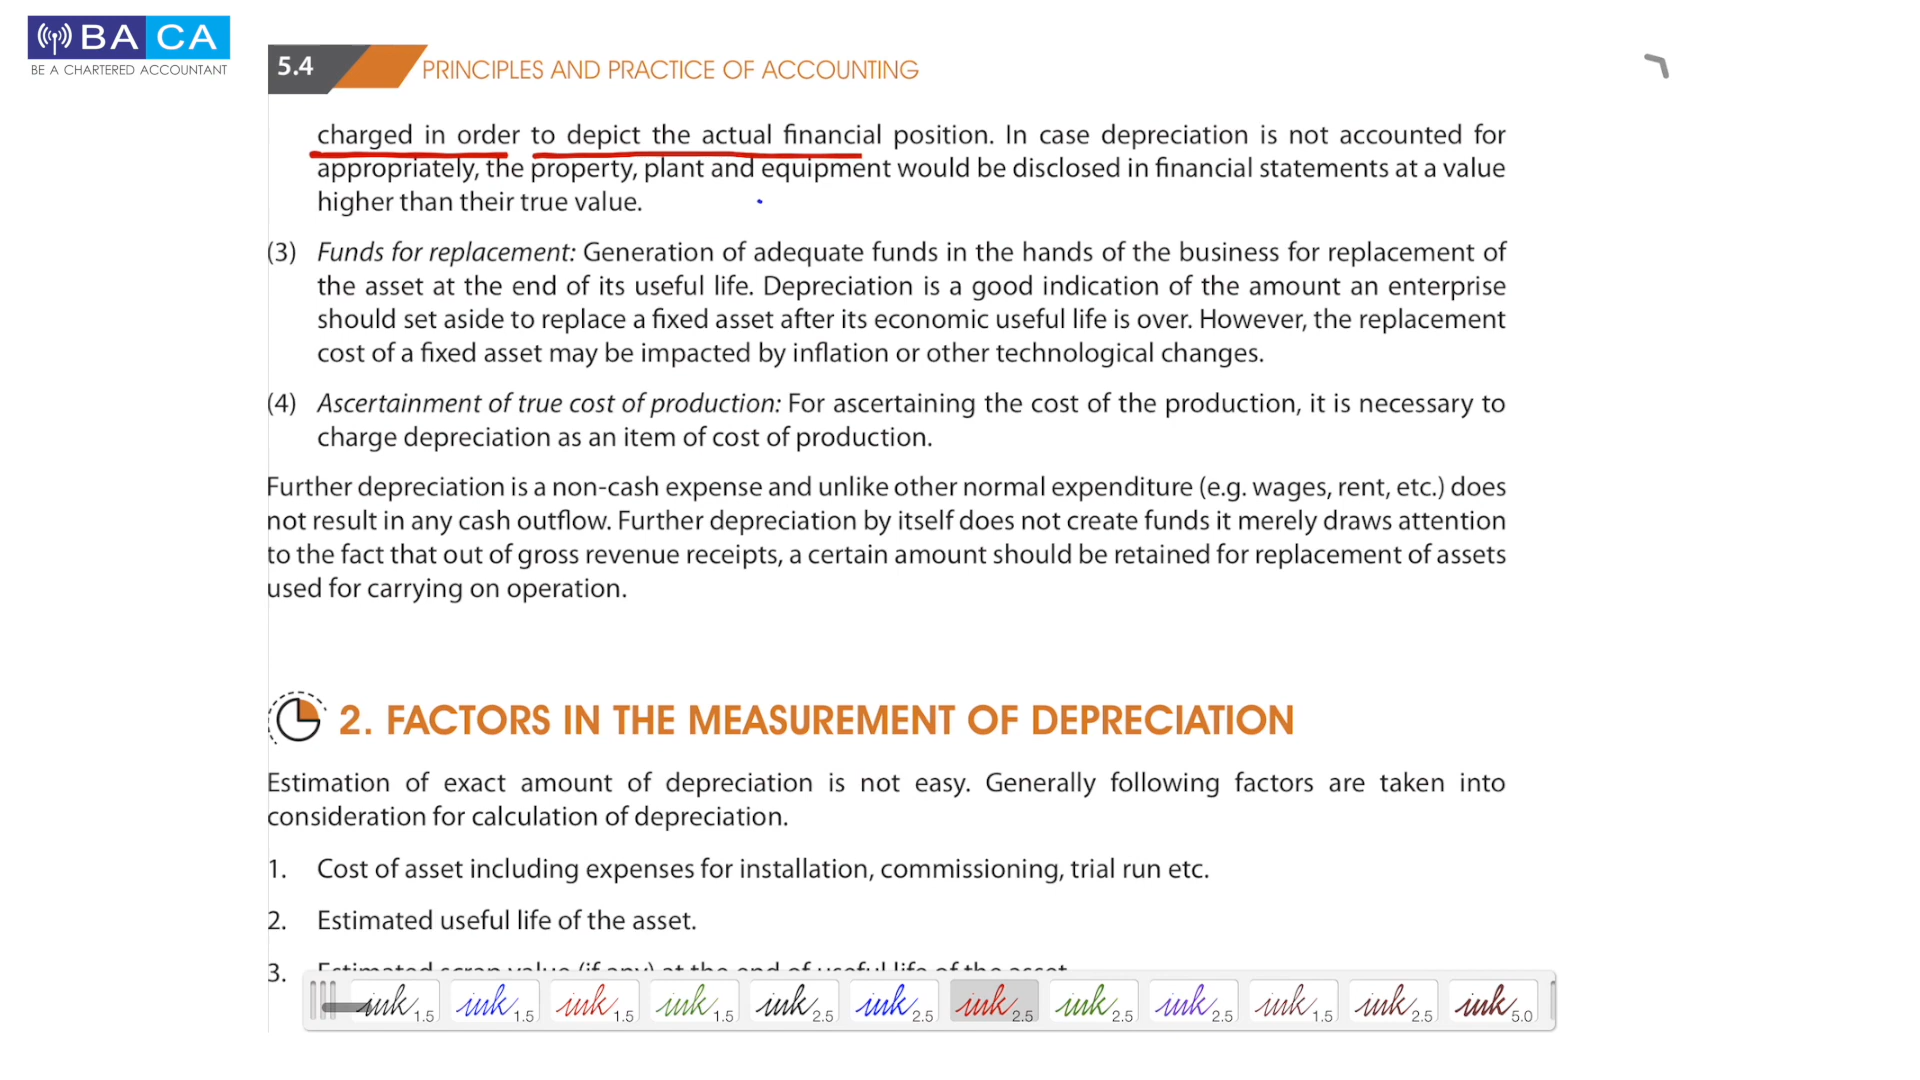 BA CA
BE A CHARTERED ACCOUNTANT
5.4 PRINCIPLES AND PRACTICE OF ACCOUNTING
charged in order to depict the actual financial position. In case depreciation is not accounted for
appropriately, the property, plant and equipment would be disclosed in financial statements at a value
higher than their true value.
(3) Funds for replacement: Generation of adequate funds in the hands of the business for replacement of
the asset at the end of its useful life. Depreciation is a good indication of the amount an enterprise
should set aside to replace a fixed asset after its economic useful life is over. However, the replacement
cost of a fixed asset may be impacted by inflation or other technological changes.
(4) Ascertainment of true cost of production: For ascertaining the cost of the production, it is necessary to
charge depreciation as an item of cost of production.
Further depreciation is a non-cash expense and unlike other normal expenditure (e.g. wages, rent, etc.) does
not result in any cash outflow. Further depreciation by itself does not create funds it merely draws attention
to the fact that out of gross revenue receipts, a certain amount should be retained for replacement of assets
used for carrying on operation.
2. FACTORS IN THE MEASUREMENT OF DEPRECIATION
Estimation of exact amount of depreciation is not easy. Generally following factors are taken into
consideration for calculation of depreciation.
1. Cost of asset including expenses for installation, commissioning, trial run etc.
2. Estimated useful life of the asset.
3. Estimated scrap value (if any) at the end of useful life of the asset.
ink 1.5 ink 1.5 ink 1.5 ink 1.5 ink 2.5 ink 2.5 ink 2.5 ink 2.5 ink 2.5 ink 1.5 ink 2.5 ink 5.0